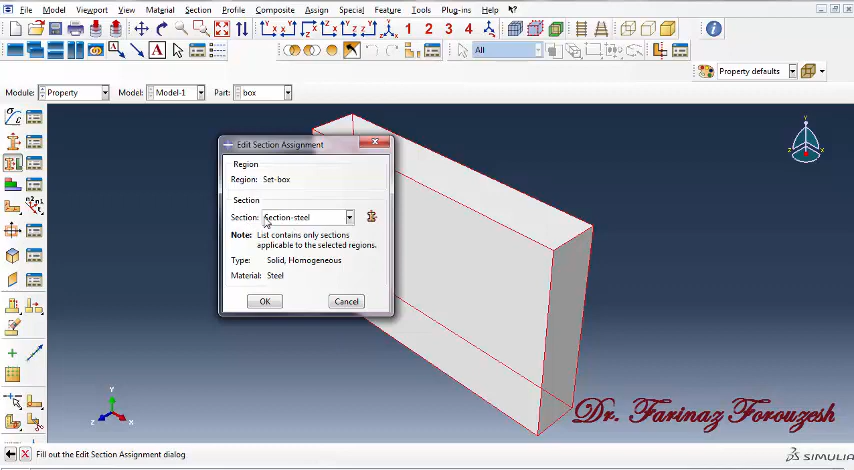 File Model Viewport View Material Section Profile Composite Assign Special Feature Tools Plug-ins Help
1 2 3 4
A All
Property defaults
Module: Property Model: Model-1 Part: box
Edit Section Assignment
Region
Region: Set-box
Section
Section: Section-steel
Note: List contains only sections
applicable to the selected regions.
Type: Solid, Homogeneous
Material: Steel
OK Cancel
Y
Z X
Y
Z X
Dr. Farinaz Forouzesh
Fill out the Edit Section Assignment dialog
SIMULIA